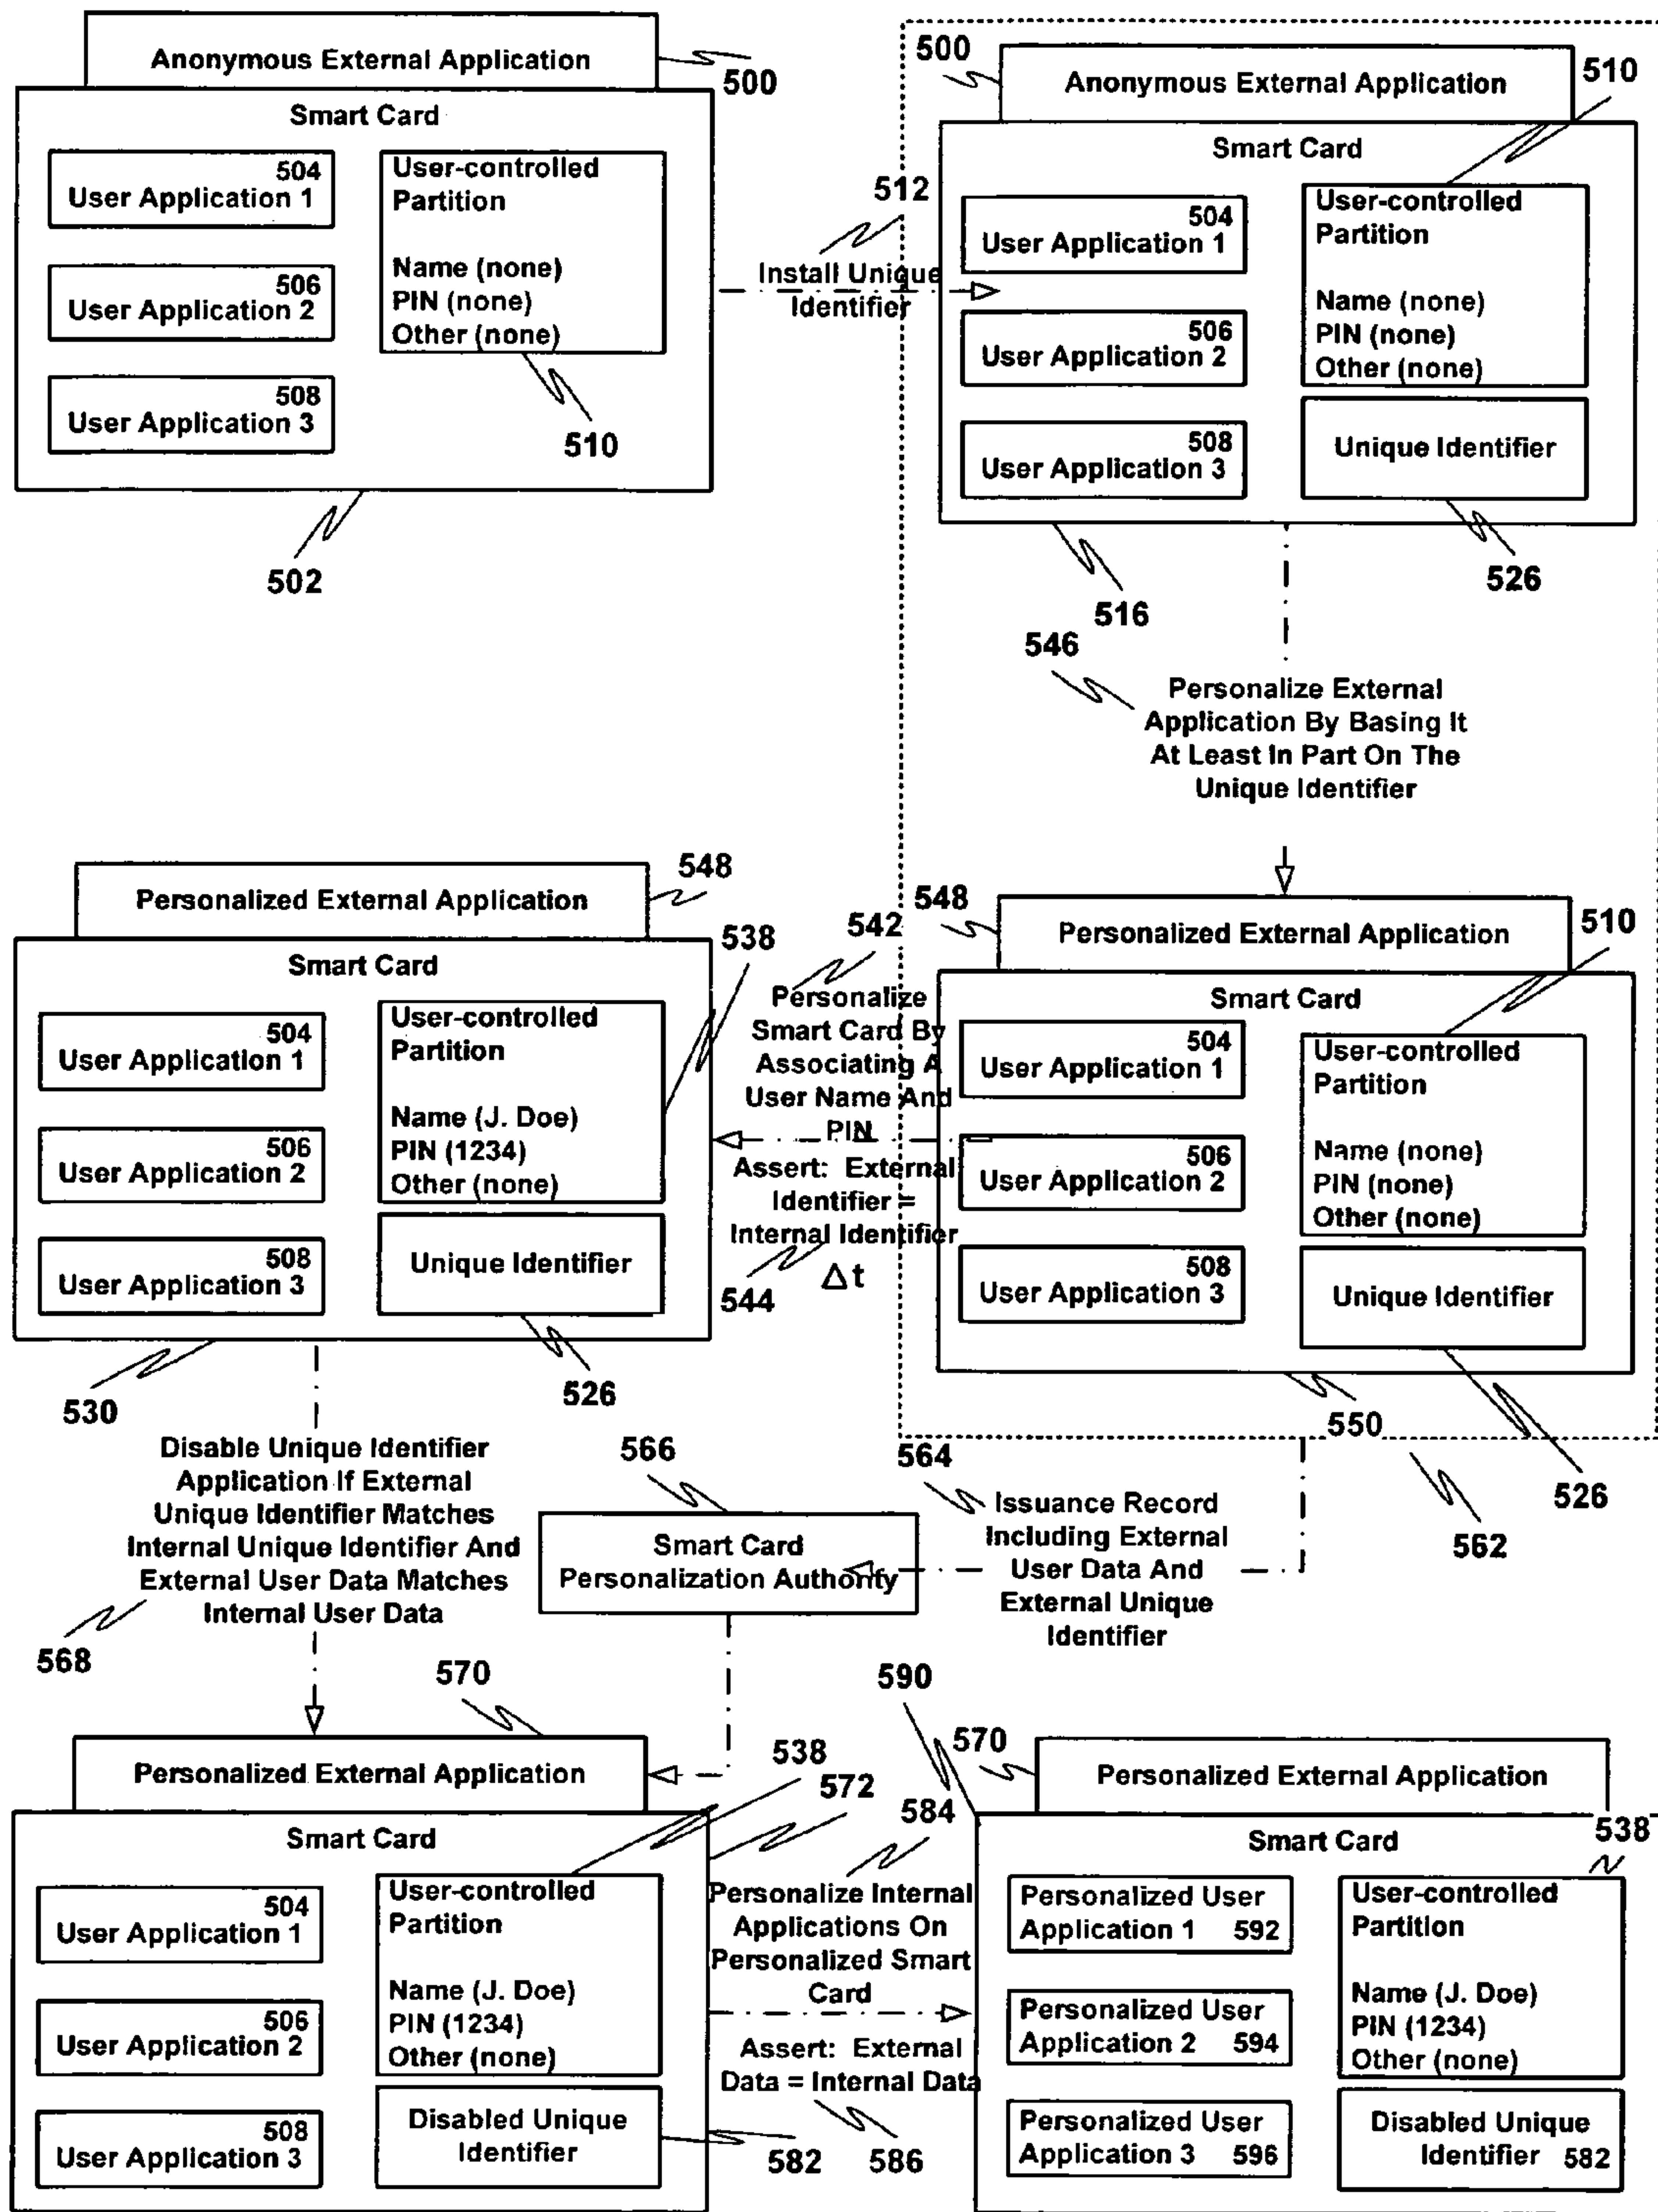 Anonymous External Application
500
Smart Card
504
User Application 1
506
User Application 2
508
User Application 3
User-controlled
Partition
Name (none)
PIN (none)
Other (none)
510
502
512
Install Unique
Identifier
500
Anonymous External Application
510
Smart Card
504
User Application 1
506
User Application 2
508
User Application 3
User-controlled
Partition
Name (none)
PIN (none)
Other (none)
Unique Identifier
526
516
546
Personalize External
Application By Basing It
At Least In Part On The
Unique Identifier
548
Personalized External Application
510
Smart Card
504
User Application 1
506
User Application 2
508
User Application 3
User-controlled
Partition
Name (none)
PIN (none)
Other (none)
Unique Identifier
550
526
562
542
Personalize
Smart Card By
Associating A
User Name And
PIN
Assert: External
Identifier =
Internal Identifier
544
Δt
Personalized External Application
548
538
Smart Card
504
User Application 1
506
User Application 2
508
User Application 3
User-controlled
Partition
Name (J. Doe)
PIN (1234)
Other (none)
Unique Identifier
530
526
Disable Unique Identifier
Application If External
Unique Identifier Matches
Internal Unique Identifier And
External User Data Matches
Internal User Data
568
566
Smart Card
Personalization Authority
564
Issuance Record
Including External
User Data And
External Unique
Identifier
570
Personalized External Application
538
572
Smart Card
504
User Application 1
506
User Application 2
508
User Application 3
User-controlled
Partition
Name (J. Doe)
PIN (1234)
Other (none)
Disabled Unique
Identifier
582
584
Personalize Internal
Applications On
Personalized Smart
Card
Assert: External
Data = Internal Data
586
590
570
Personalized External Application
538
Smart Card
Personalized User
Application 1 592
Personalized User
Application 2 594
Personalized User
Application 3 596
User-controlled
Partition
Name (J. Doe)
PIN (1234)
Other (none)
Disabled Unique
Identifier 582